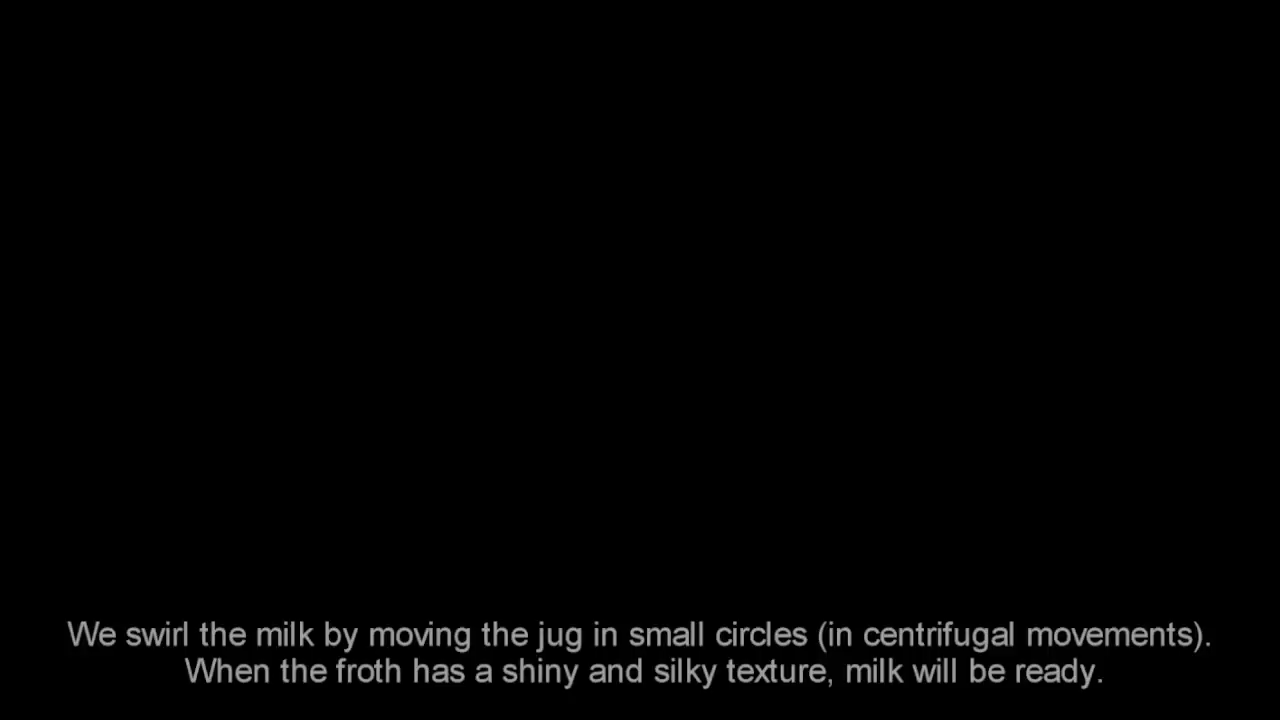 We swirl the milk by moving the jug in small circles (in centrifugal movements).
When the froth has a shiny and silky texture, milk will be ready.